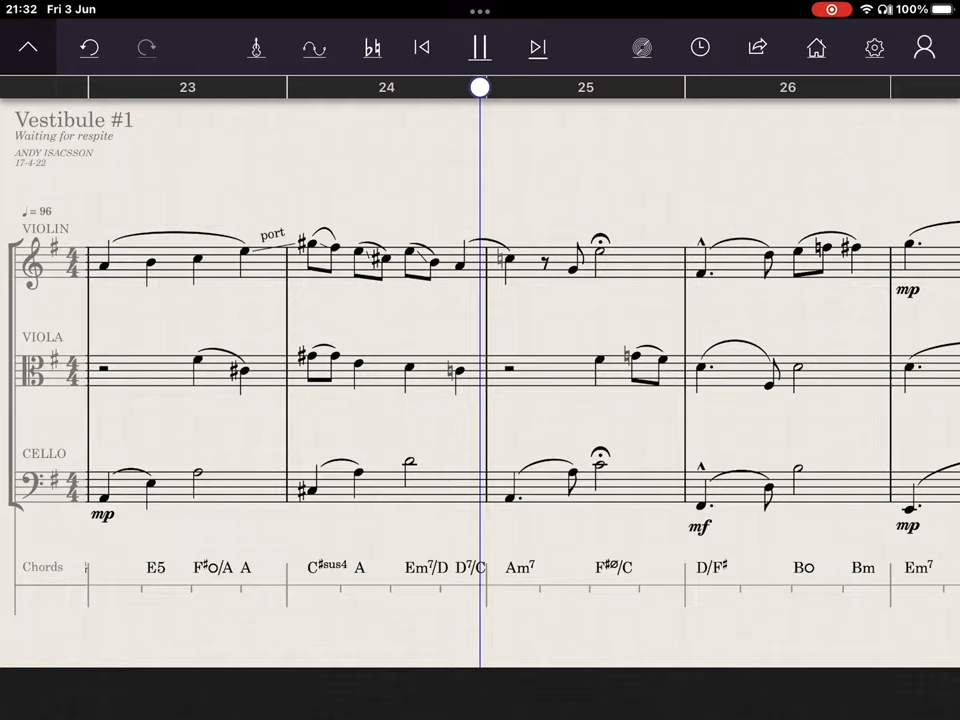 21:32 Fri 3 Jun 100%
23 24 25 26
Vestibule #1
Waiting for respite
ANDY ISACSSON
17-4-22
♩= 96
VIOLIN
port
mp
VIOLA
CELLO
mp mf mp
Chords E5 F♯o/A A C♯sus4 A Em7/D D7/C Am7 F♯ø/C D/F♯ Bo Bm Em7